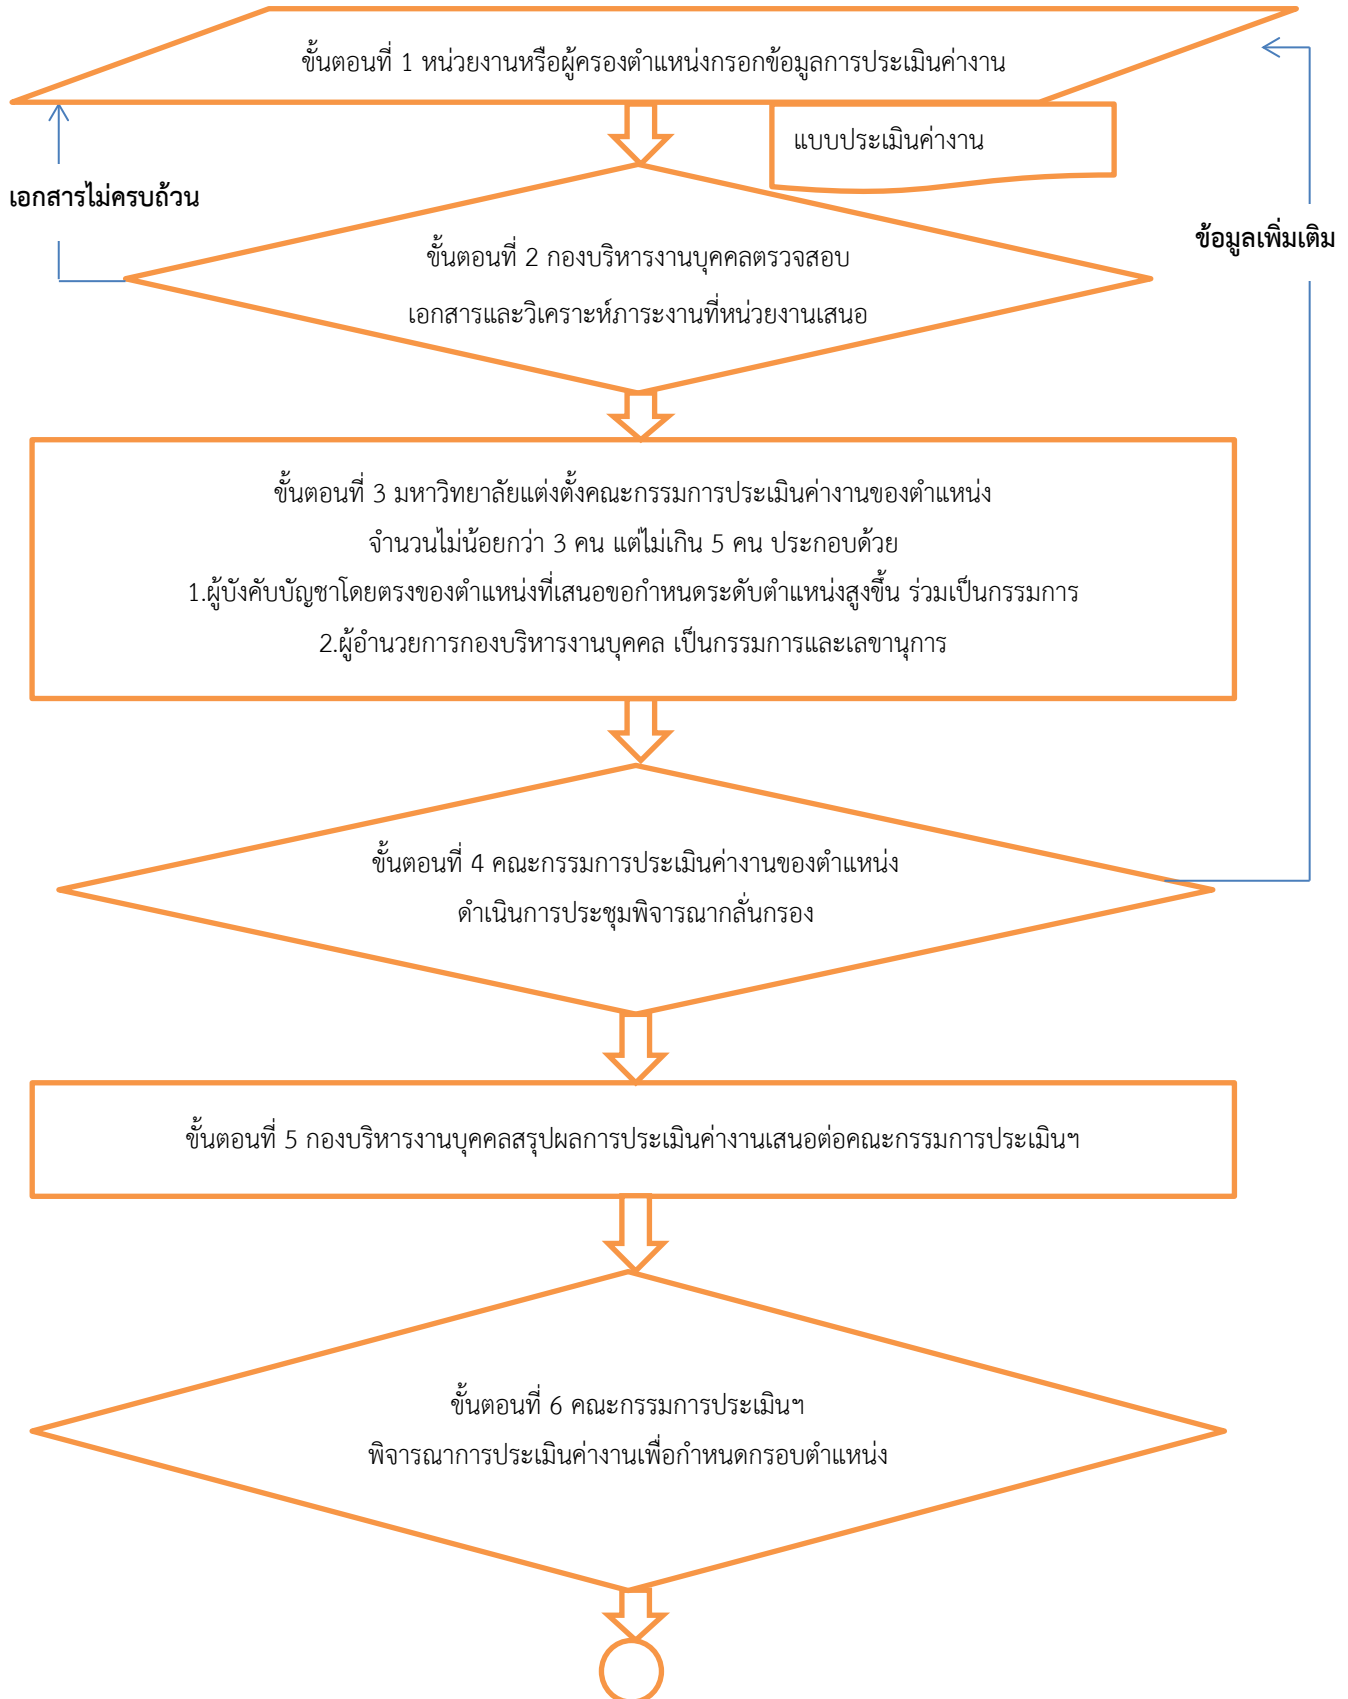 ขั้นตอนที่ 1 หน่วยงานหรือผู้ครองตำแหน่งกรอกข้อมูลการประเมินค่างาน
แบบประเมินค่างาน
เอกสารไม่ครบถ้วน
ข้อมูลเพิ่มเติม
ขั้นตอนที่ 2 กองบริหารงานบุคคลตรวจสอบ
เอกสารและวิเคราะห์ภาระงานที่หน่วยงานเสนอ
ขั้นตอนที่ 3 มหาวิทยาลัยแต่งตั้งคณะกรรมการประเมินค่างานของตำแหน่ง
จำนวนไม่น้อยกว่า 3 คน แต่ไม่เกิน 5 คน ประกอบด้วย
1.ผู้บังคับบัญชาโดยตรงของตำแหน่งที่เสนอขอกำหนดระดับตำแหน่งสูงขึ้น ร่วมเป็นกรรมการ
2.ผู้อำนวยการกองบริหารงานบุคคล เป็นกรรมการและเลขานุการ
ขั้นตอนที่ 4 คณะกรรมการประเมินค่างานของตำแหน่ง
ดำเนินการประชุมพิจารณากลั่นกรอง
ขั้นตอนที่ 5 กองบริหารงานบุคคลสรุปผลการประเมินค่างานเสนอต่อคณะกรรมการประเมินฯ
ขั้นตอนที่ 6 คณะกรรมการประเมินฯ
พิจารณาการประเมินค่างานเพื่อกำหนดกรอบตำแหน่ง